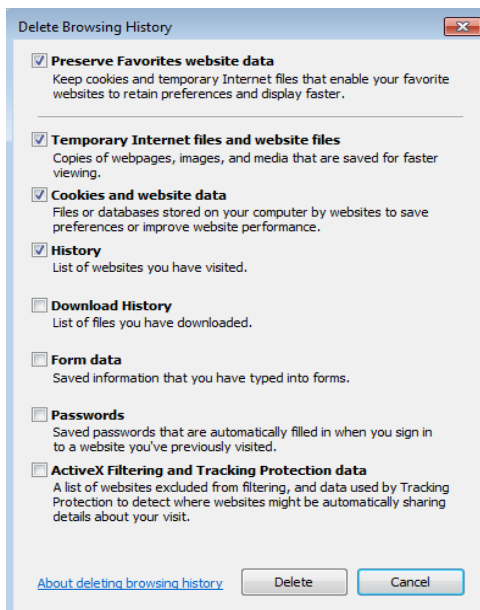 Delete Browsing History
Preserve Favorites website data
Keep cookies and temporary Internet files that enable your favorite
websites to retain preferences and display faster.
Temporary Internet files and website files
Copies of webpages, images, and media that are saved for faster
viewing.
Cookies and website data
Files or databases stored on your computer by websites to save
preferences or improve website performance.
History
List of websites you have visited.
Download History
List of files you have downloaded.
Form data
Saved information that you have typed into forms.
Passwords
Saved passwords that are automatically filled in when you sign in
to a website you've previously visited.
ActiveX Filtering and Tracking Protection data
A list of websites excluded from filtering, and data used by Tracking
Protection to detect where websites might be automatically sharing
details about your visit.
About deleting browsing history Delete Cancel